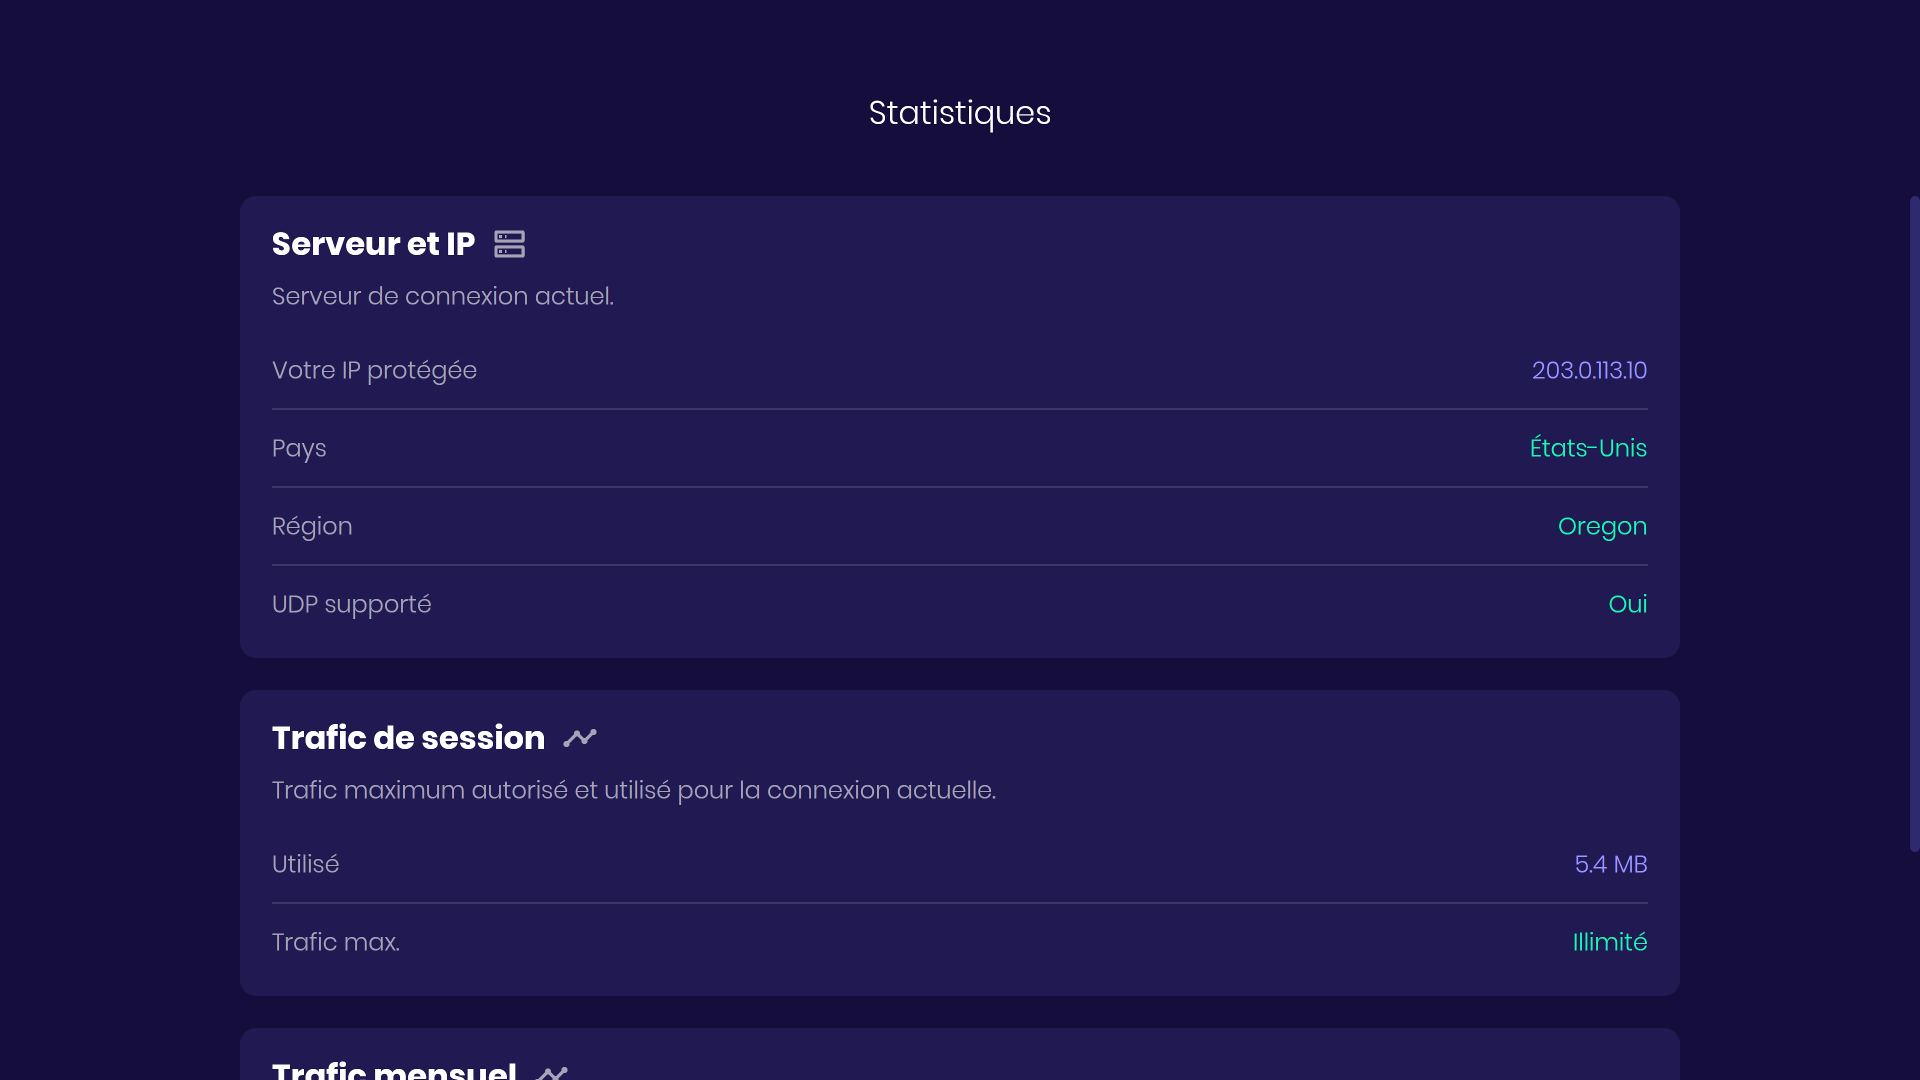 Statistiques
Serveur et IP
Serveur de connexion actuel.
Votre IP protégée 203.0.113.10
Pays États-Unis
Région Oregon
UDP supporté Oui
Trafic de session
Trafic maximum autorisé et utilisé pour la connexion actuelle.
Utilisé 5.4 MB
Trafic max. Illimité
Trafic mensuel